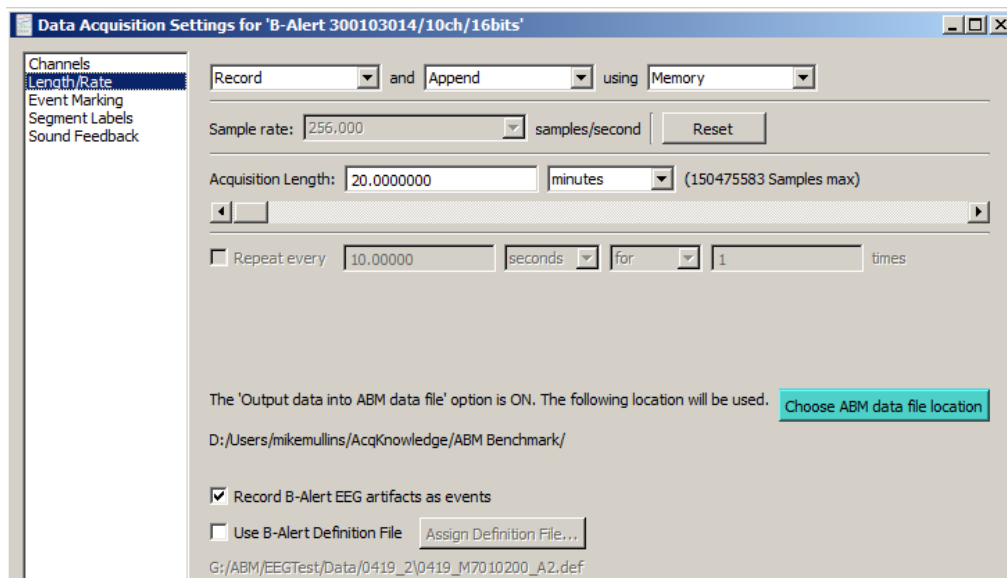 Data Acquisition Settings for 'B-Alert 300103014/10ch/16bits'
Channels
Length/Rate
Event Marking
Segment Labels
Sound Feedback
Record and Append using Memory
Sample rate: 256.000 samples/second Reset
Acquisition Length: 20.0000000 minutes (150475583 Samples max)
Repeat every 10.00000 seconds for 1 times
The 'Output data into ABM data file' option is ON. The following location will be used. Choose ABM data file location
D:/Users/mikemullins/AcqKnowledge/ABM Benchmark/
Record B-Alert EEG artifacts as events
Use B-Alert Definition File Assign Definition File...
G:/ABM/EEGTest/Data/0419_2\0419_M7010200_A2.def